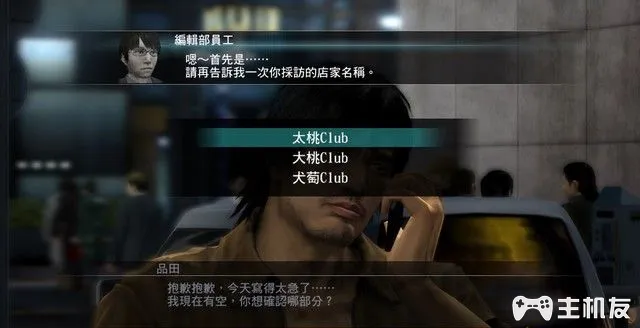 編輯部員工
嗯～首先是……
請再告訴我一次你採訪的店家名稱。
太桃Club
大桃Club
犬萄Club
品田
抱歉抱歉，今天寫得太急了……
我現在有空，你想確認哪部分？
主机友